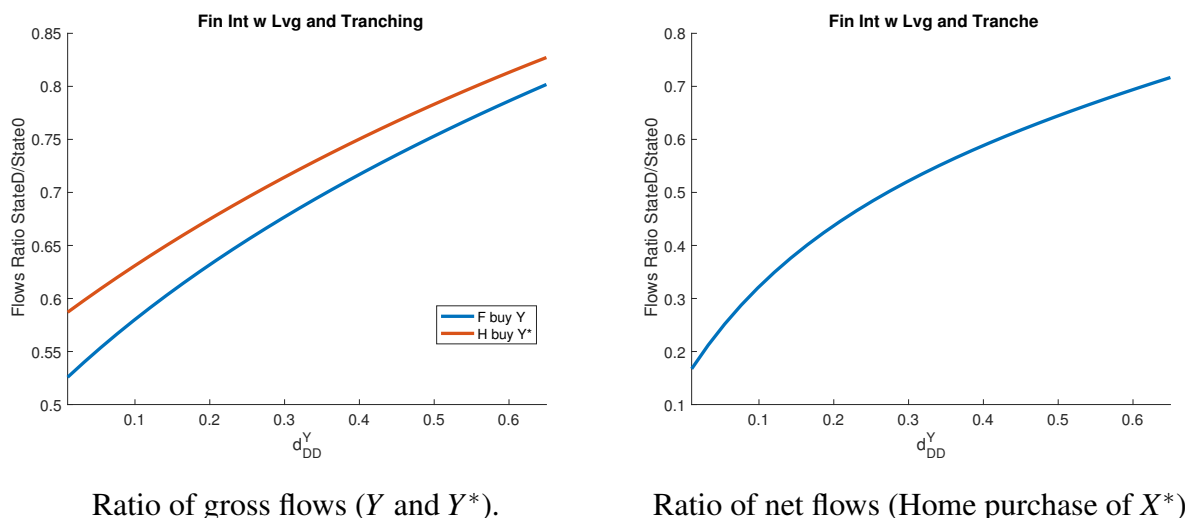 Fin Int w Lvg and Tranching
0.85
0.8
0.75
0.7
0.65
0.6
0.55
0.5
Flows Ratio StateD/State0
F buy Y
H buy Y*
0.1 0.2 0.3 0.4 0.5 0.6
d^Y_DD
Ratio of gross flows (Y and Y*).
Fin Int w Lvg and Tranche
0.8
0.7
0.6
0.5
0.4
0.3
0.2
0.1
Flows Ratio StateD/State0
0.1 0.2 0.3 0.4 0.5 0.6
d^Y_DD
Ratio of net flows (Home purchase of X*)